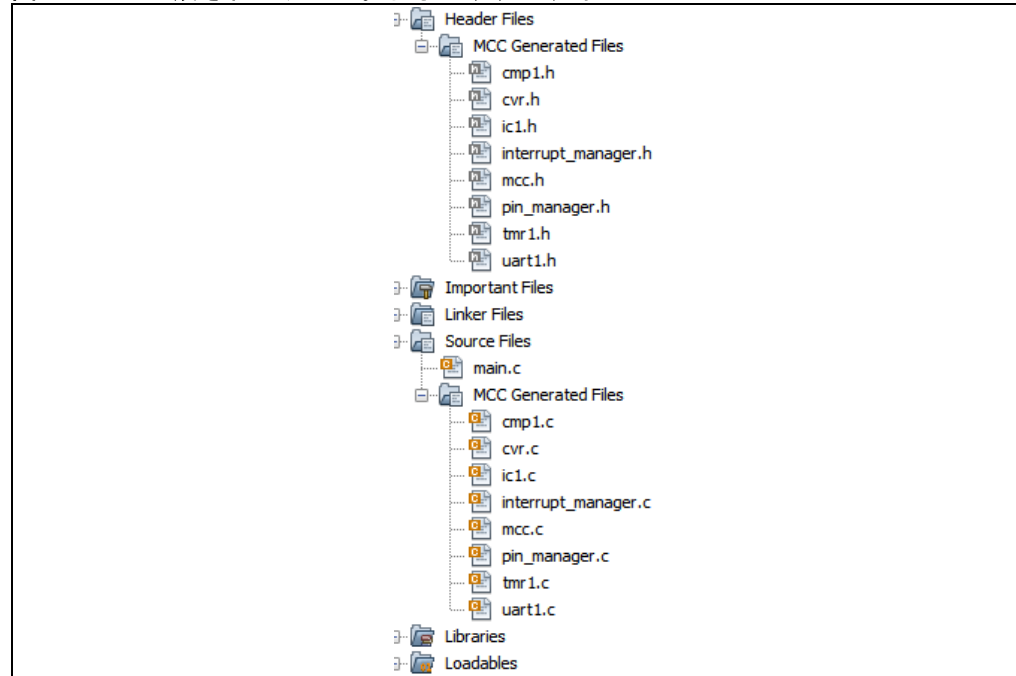 Header Files
MCC Generated Files
cmp1.h
cvr.h
ic1.h
interrupt_manager.h
mcc.h
pin_manager.h
tmr1.h
uart1.h
Important Files
Linker Files
Source Files
main.c
MCC Generated Files
cmp1.c
cvr.c
ic1.c
interrupt_manager.c
mcc.c
pin_manager.c
tmr1.c
uart1.c
Libraries
Loadables